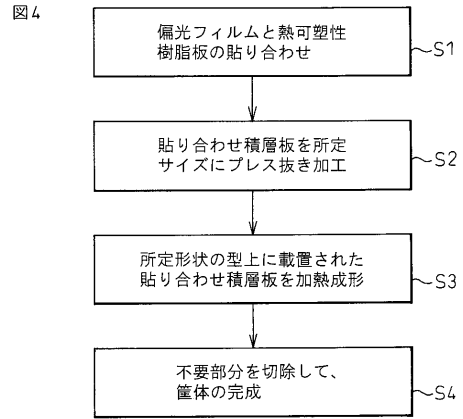 図4
偏光フィルムと熱可塑性
樹脂板の貼り合わせ
S1
貼り合わせ積層板を所定
サイズにプレス抜き加工
S2
所定形状の型上に載置された
貼り合わせ積層板を加熱成形
S3
不要部分を切除して、
筐体の完成
S4